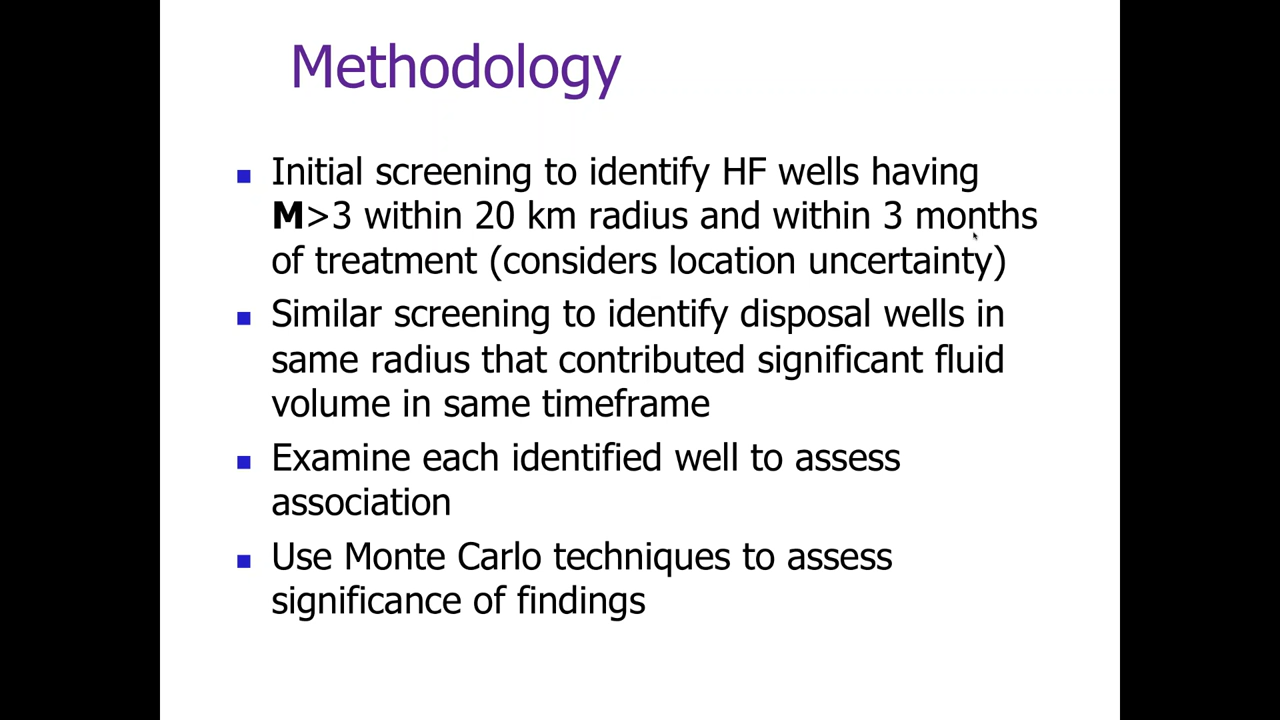 Methodology
Initial screening to identify HF wells having
M>3 within 20 km radius and within 3 months
of treatment (considers location uncertainty)
Similar screening to identify disposal wells in
same radius that contributed significant fluid
volume in same timeframe
Examine each identified well to assess
association
Use Monte Carlo techniques to assess
significance of findings